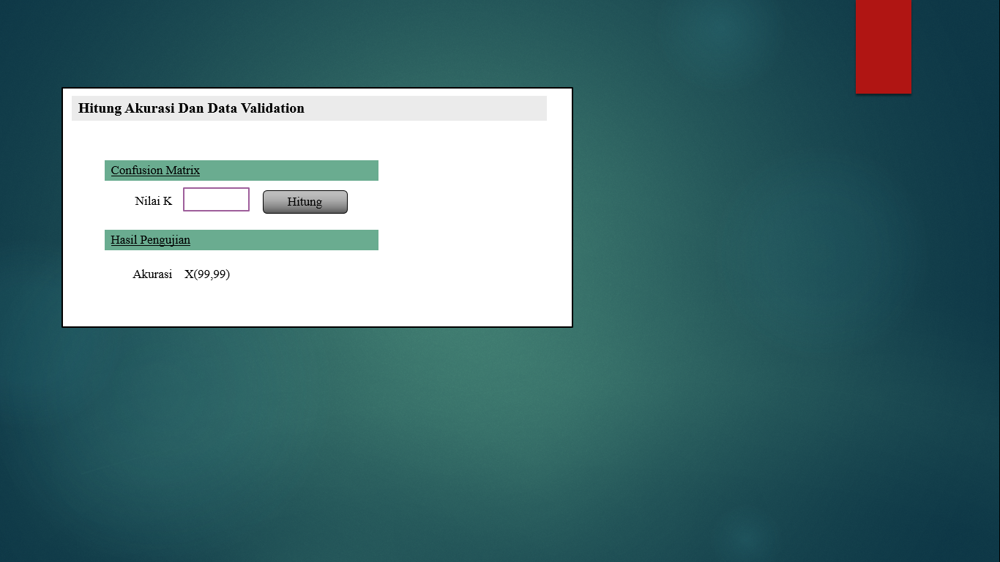 Hitung Akurasi Dan Data Validation
Confusion Matrix
Nilai K Hitung
Hasil Pengujian
Akurasi X(99,99)